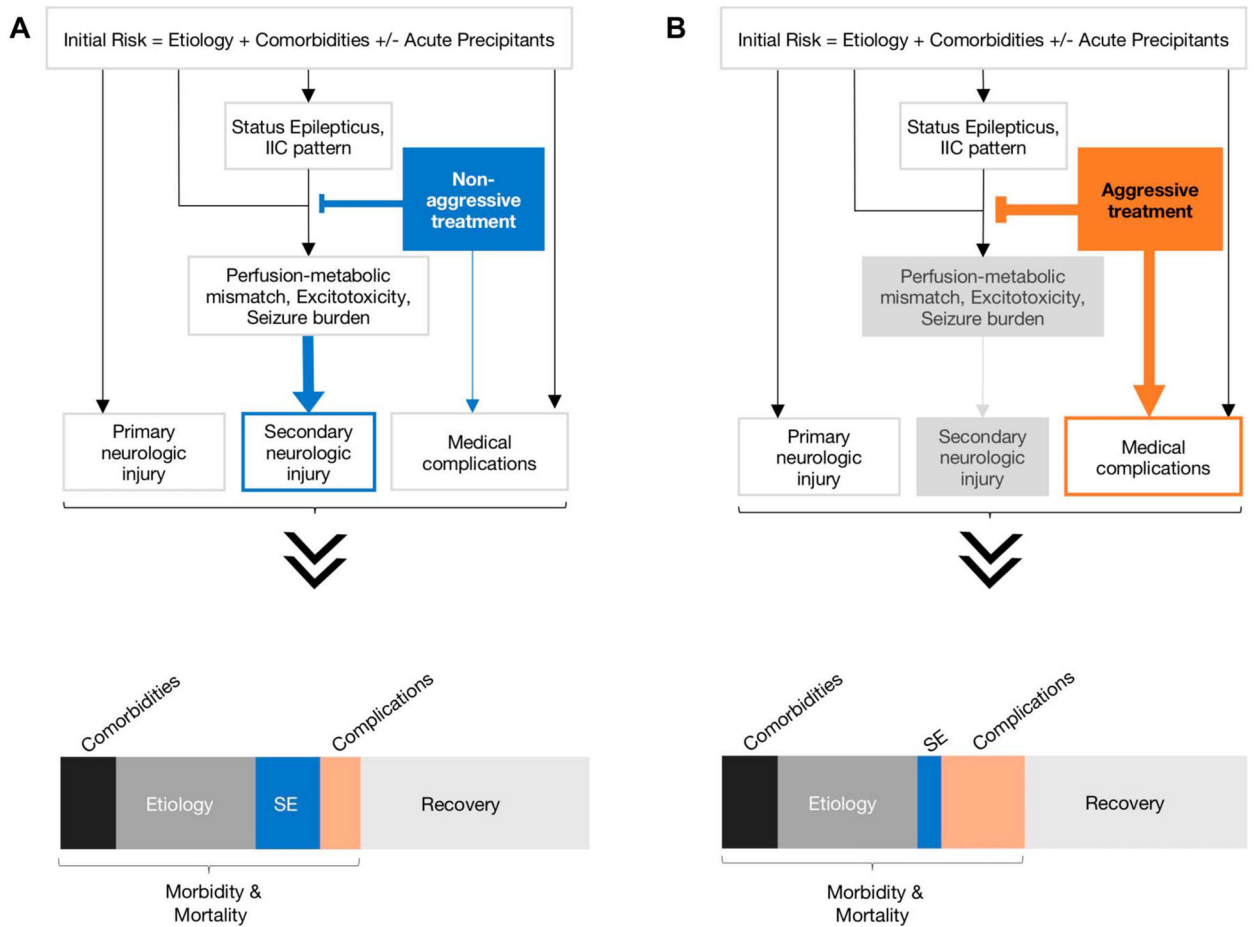 A
Initial Risk = Etiology + Comorbidities +/- Acute Precipitants
Status Epilepticus,
IIC pattern
Non-
aggressive
treatment
Perfusion-metabolic
mismatch, Excitotoxicity,
Seizure burden
Primary
neurologic
injury
Secondary
neurologic
injury
Medical
complications
Comorbidities
Complications
Etiology
SE
Recovery
Morbidity &
Mortality
B
Initial Risk = Etiology + Comorbidities +/- Acute Precipitants
Status Epilepticus,
IIC pattern
Aggressive
treatment
Perfusion-metabolic
mismatch, Excitotoxicity,
Seizure burden
Primary
neurologic
injury
Secondary
neurologic
injury
Medical
complications
Comorbidities
SE
Complications
Etiology
Recovery
Morbidity &
Mortality